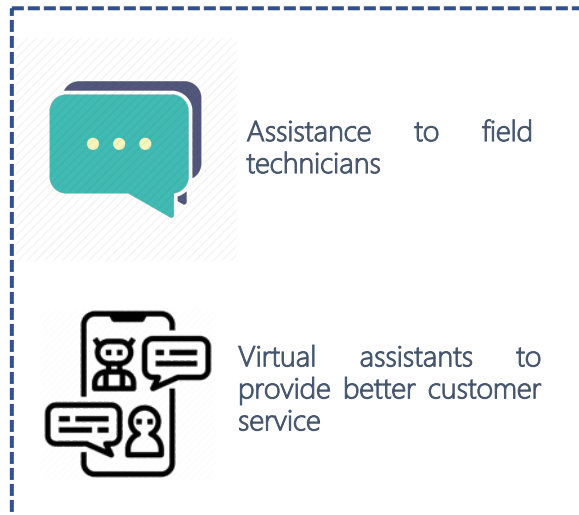 Assistance to field
technicians
Virtual assistants to
provide better customer
service